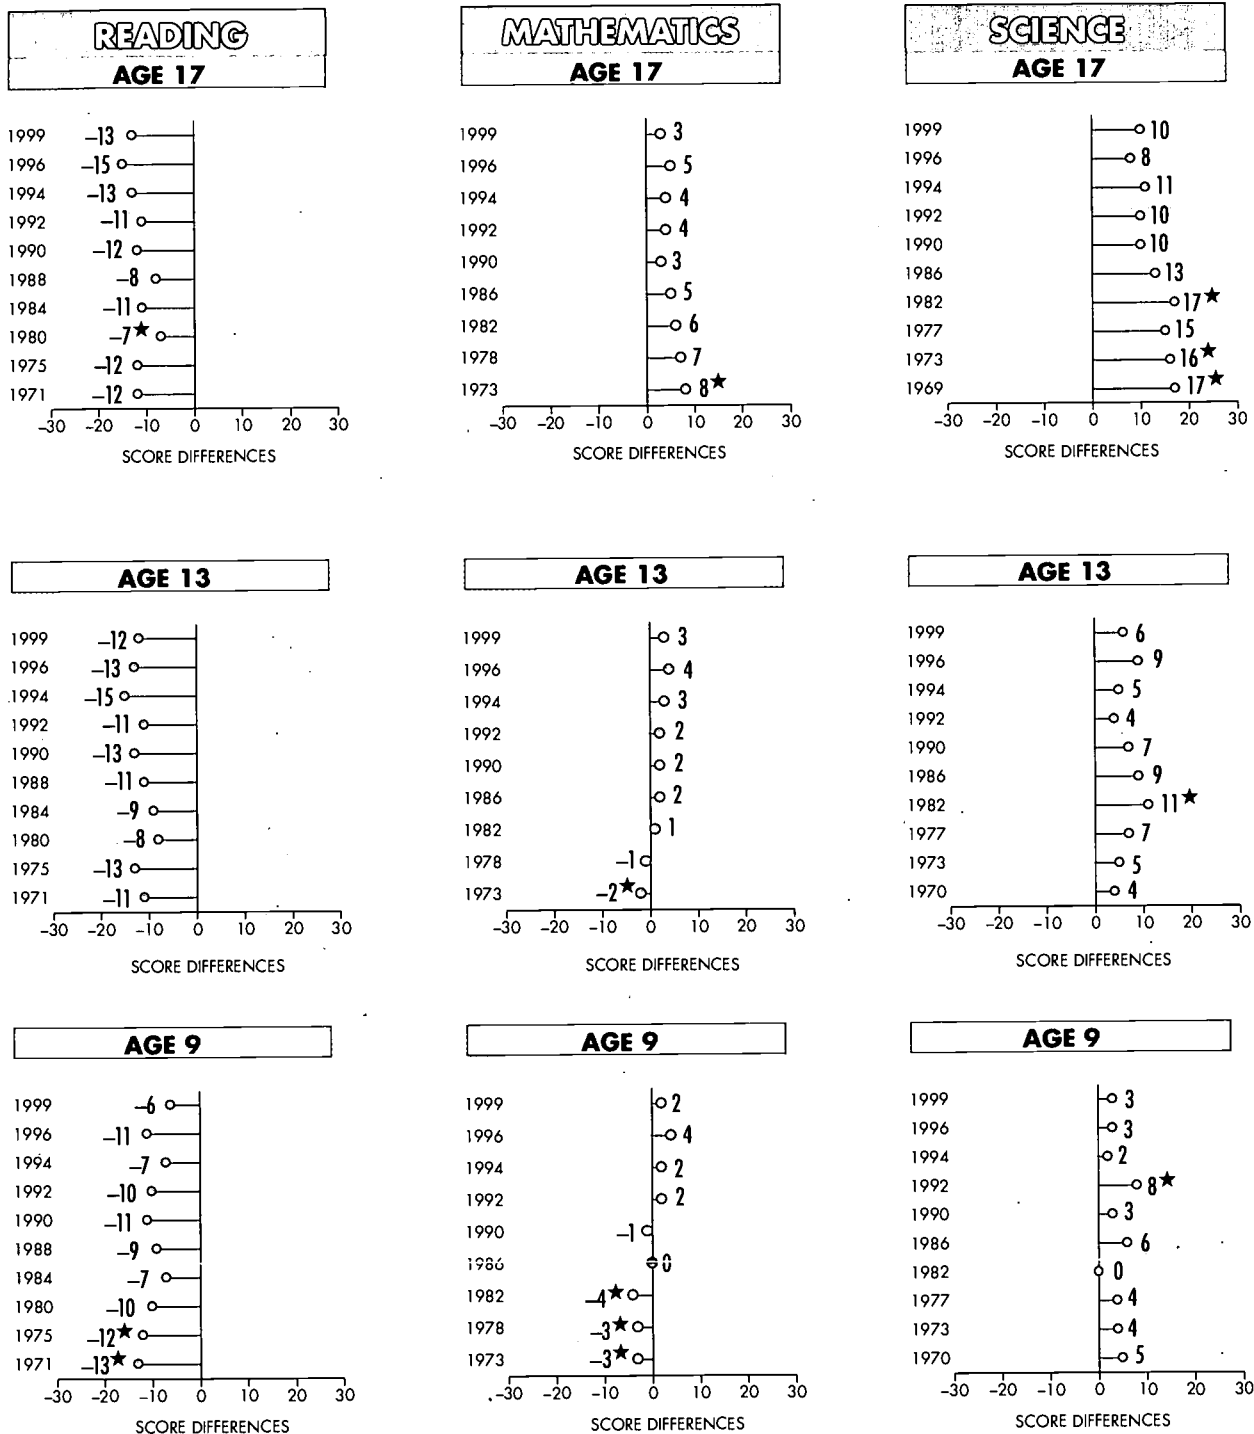 READING
AGE 17
1999 –13
1996 –15
1994 –13
1992 –11
1990 –12
1988 –8
1984 –11
1980 –7★
1975 –12
1971 –12
–30 –20 –10 0 10 20 30
SCORE DIFFERENCES
MATHEMATICS
AGE 17
1999 3
1996 5
1994 4
1992 4
1990 3
1986 5
1982 6
1978 7
1973 8★
–30 –20 –10 0 10 20 30
SCORE DIFFERENCES
SCIENCE
AGE 17
1999 10
1996 8
1994 11
1992 10
1990 10
1986 13
1982 17★
1977 15
1973 16★
1969 17★
–30 –20 –10 0 10 20 30
SCORE DIFFERENCES
AGE 13
1999 –12
1996 –13
1994 –15
1992 –11
1990 –13
1988 –11
1984 –9
1980 –8
1975 –13
1971 –11
–30 –20 –10 0 10 20 30
SCORE DIFFERENCES
AGE 13
1999 3
1996 4
1994 3
1992 2
1990 2
1986 2
1982 1
1978 –1
1973 –2★
–30 –20 –10 0 10 20 30
SCORE DIFFERENCES
AGE 13
1999 6
1996 9
1994 5
1992 4
1990 7
1986 9
1982 11★
1977 7
1973 5
1970 4
–30 –20 –10 0 10 20 30
SCORE DIFFERENCES
AGE 9
1999 –6
1996 –11
1994 –7
1992 –10
1990 –11
1988 –9
1984 –7
1980 –10
1975 –12★
1971 –13★
–30 –20 –10 0 10 20 30
SCORE DIFFERENCES
AGE 9
1999 2
1996 4
1994 2
1992 2
1990 –1
1986 0
1982 –4★
1978 –3★
1973 –3★
–30 –20 –10 0 10 20 30
SCORE DIFFERENCES
AGE 9
1999 3
1996 3
1994 2
1992 8★
1990 3
1986 6
1982 0
1977 4
1973 4
1970 5
–30 –20 –10 0 10 20 30
SCORE DIFFERENCES